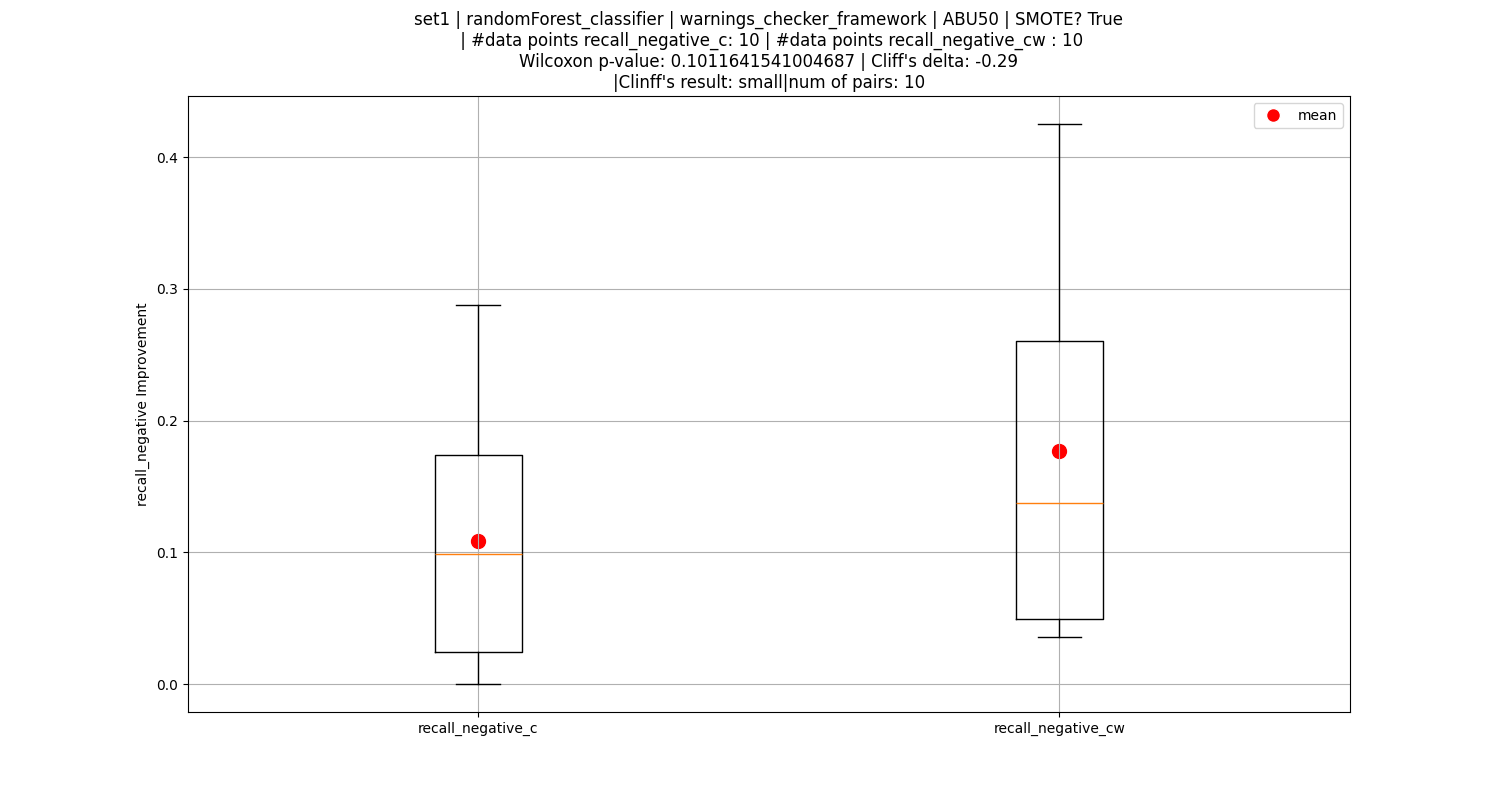 set1 | randomForest_classifier | warnings_checker_framework | ABU50 | SMOTE? True
| #data points recall_negative_c: 10 | #data points recall_negative_cw : 10
Wilcoxon p-value: 0.1011641541004687 | Cliff's delta: -0.29
|Clinff's result: small|num of pairs: 10
mean
0.4
0.3
0.2
0.1
0.0
recall_negative Improvement
recall_negative_c
recall_negative_cw